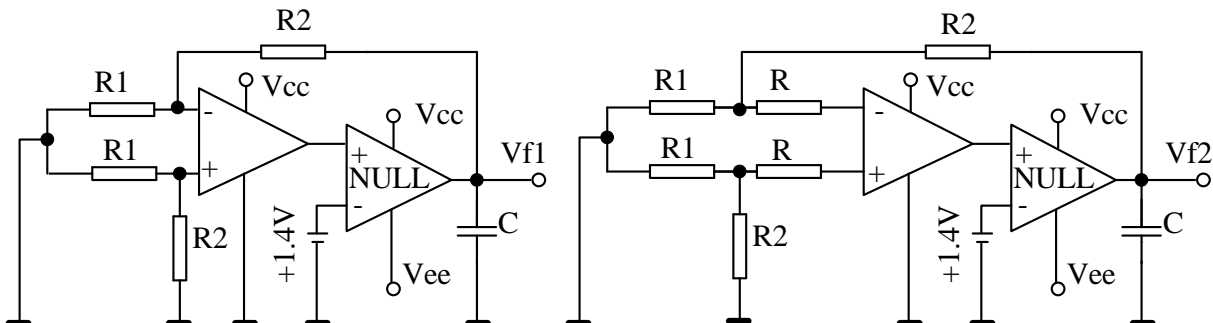 R2
R1
Vcc
-
Vcc
R1
+
+
NULL
-
Vf1
R2
+1.4V
C
Vee
R2
R1
R
Vcc
-
Vcc
R1
R
+
+
NULL
-
Vf2
R2
+1.4V
C
Vee